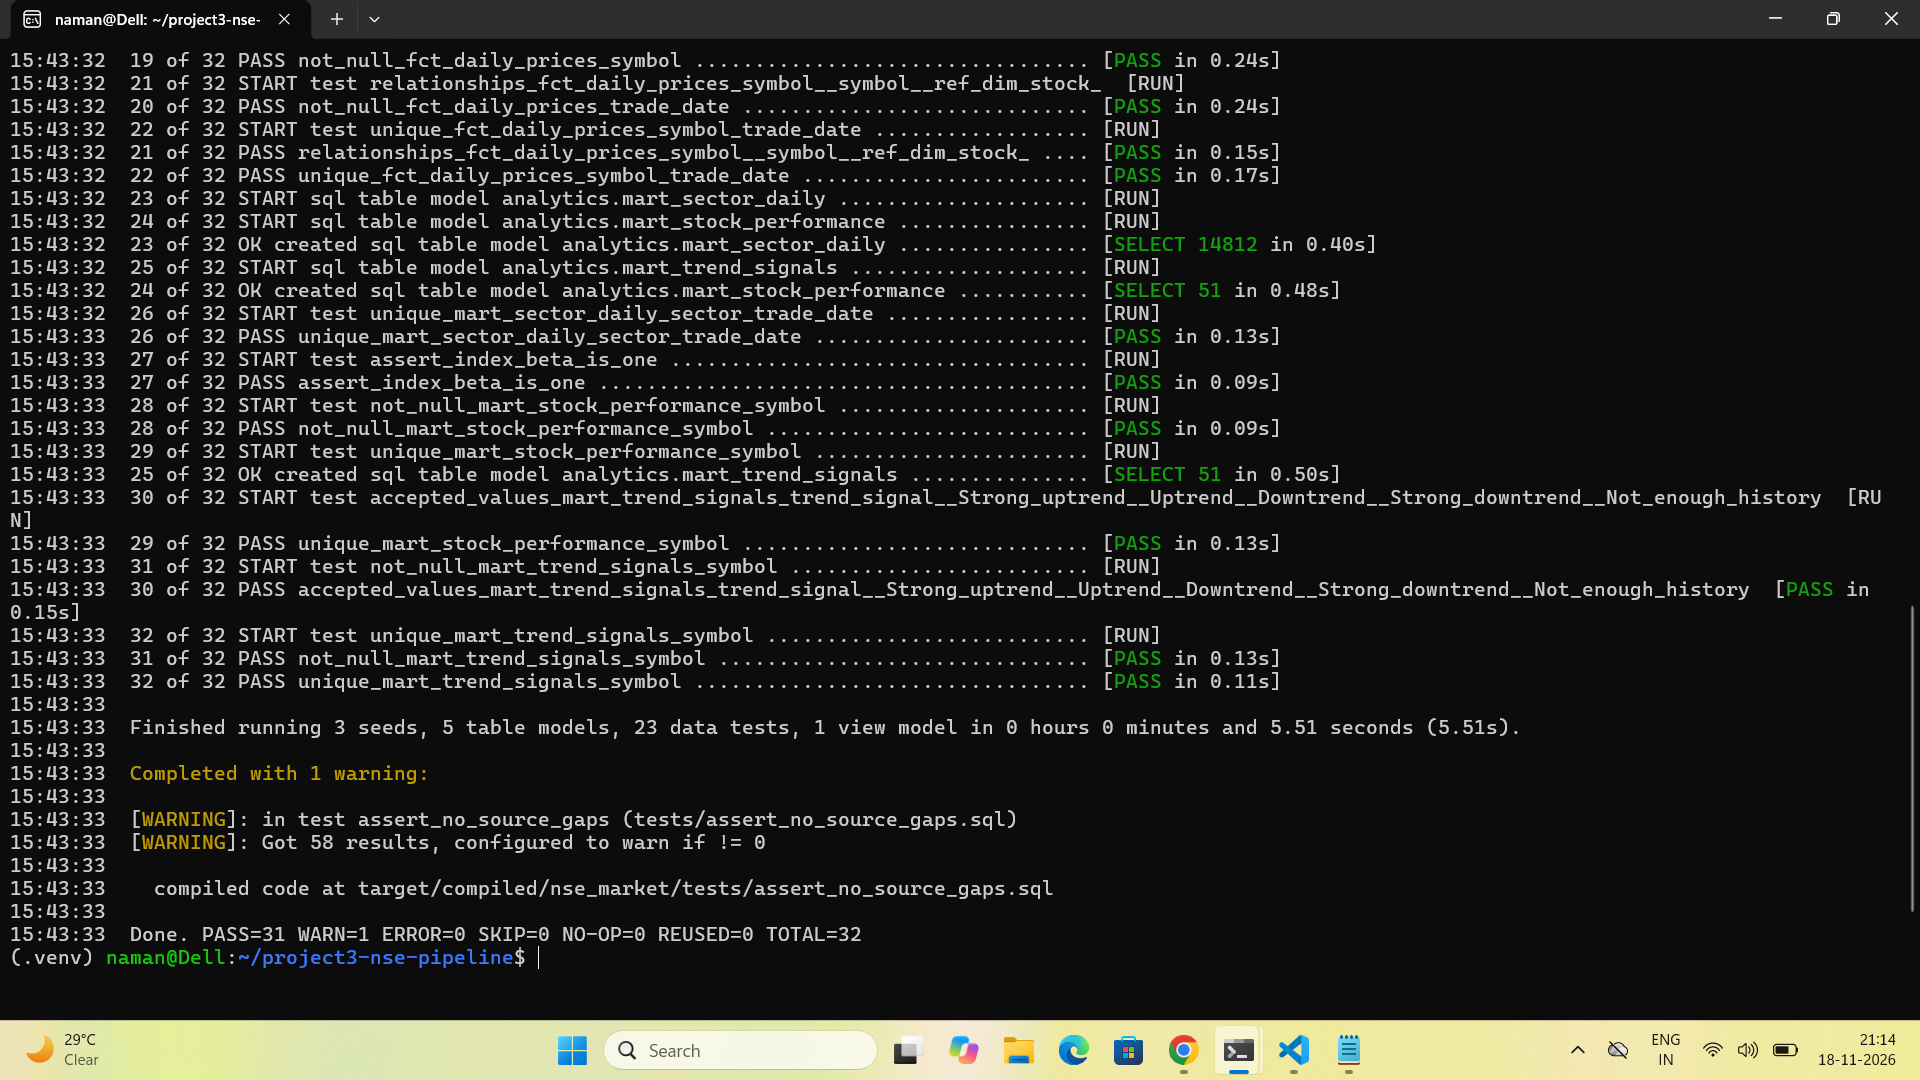 naman@Dell: ~/project3-nse-
15:43:32  19 of 32 PASS not_null_fct_daily_prices_symbol ................................. [PASS in 0.24s]
15:43:32  21 of 32 START test relationships_fct_daily_prices_symbol__symbol__ref_dim_stock_  [RUN]
15:43:32  20 of 32 PASS not_null_fct_daily_prices_trade_date ............................. [PASS in 0.24s]
15:43:32  22 of 32 START test unique_fct_daily_prices_symbol_trade_date .................. [RUN]
15:43:32  21 of 32 PASS relationships_fct_daily_prices_symbol__symbol__ref_dim_stock_ .... [PASS in 0.15s]
15:43:32  22 of 32 PASS unique_fct_daily_prices_symbol_trade_date ........................ [PASS in 0.17s]
15:43:32  23 of 32 START sql table model analytics.mart_sector_daily ..................... [RUN]
15:43:32  24 of 32 START sql table model analytics.mart_stock_performance ................ [RUN]
15:43:32  23 of 32 OK created sql table model analytics.mart_sector_daily ................ [SELECT 14812 in 0.40s]
15:43:32  25 of 32 START sql table model analytics.mart_trend_signals .................... [RUN]
15:43:32  24 of 32 OK created sql table model analytics.mart_stock_performance ........... [SELECT 51 in 0.48s]
15:43:32  26 of 32 START test unique_mart_sector_daily_sector_trade_date ................. [RUN]
15:43:33  26 of 32 PASS unique_mart_sector_daily_sector_trade_date ....................... [PASS in 0.13s]
15:43:33  27 of 32 START test assert_index_beta_is_one ................................... [RUN]
15:43:33  27 of 32 PASS assert_index_beta_is_one ......................................... [PASS in 0.09s]
15:43:33  28 of 32 START test not_null_mart_stock_performance_symbol ..................... [RUN]
15:43:33  28 of 32 PASS not_null_mart_stock_performance_symbol ........................... [PASS in 0.09s]
15:43:33  29 of 32 START test unique_mart_stock_performance_symbol ....................... [RUN]
15:43:33  25 of 32 OK created sql table model analytics.mart_trend_signals ............... [SELECT 51 in 0.50s]
15:43:33  30 of 32 START test accepted_values_mart_trend_signals_trend_signal__Strong_uptrend__Uptrend__Downtrend__Strong_downtrend__Not_enough_history  [RU
N]
15:43:33  29 of 32 PASS unique_mart_stock_performance_symbol ............................. [PASS in 0.13s]
15:43:33  31 of 32 START test not_null_mart_trend_signals_symbol ......................... [RUN]
15:43:33  30 of 32 PASS accepted_values_mart_trend_signals_trend_signal__Strong_uptrend__Uptrend__Downtrend__Strong_downtrend__Not_enough_history  [PASS in
0.15s]
15:43:33  32 of 32 START test unique_mart_trend_signals_symbol ........................... [RUN]
15:43:33  31 of 32 PASS not_null_mart_trend_signals_symbol ............................... [PASS in 0.13s]
15:43:33  32 of 32 PASS unique_mart_trend_signals_symbol ................................. [PASS in 0.11s]
15:43:33
15:43:33  Finished running 3 seeds, 5 table models, 23 data tests, 1 view model in 0 hours 0 minutes and 5.51 seconds (5.51s).
15:43:33
15:43:33  Completed with 1 warning:
15:43:33
15:43:33  [WARNING]: in test assert_no_source_gaps (tests/assert_no_source_gaps.sql)
15:43:33  [WARNING]: Got 58 results, configured to warn if != 0
15:43:33
15:43:33    compiled code at target/compiled/nse_market/tests/assert_no_source_gaps.sql
15:43:33
15:43:33  Done. PASS=31 WARN=1 ERROR=0 SKIP=0 NO-OP=0 REUSED=0 TOTAL=32
(.venv) naman@Dell:~/project3-nse-pipeline$
29°C
Clear
Search
ENG
IN
21:14
18-11-2026